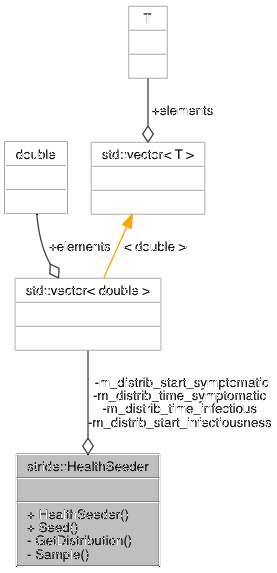 T
+elements
double
std::vector< T >
+elements
< double >
std::vector< double >
-m_distrib_start_symptomatic
-m_distrib_time_symptomatic
-m_distrib_time_infectious
-m_distrib_start_infectiousness
stride::HealthSeeder
+ HealthSeeder()
+ Seed()
- GetDistribution()
- Sample()